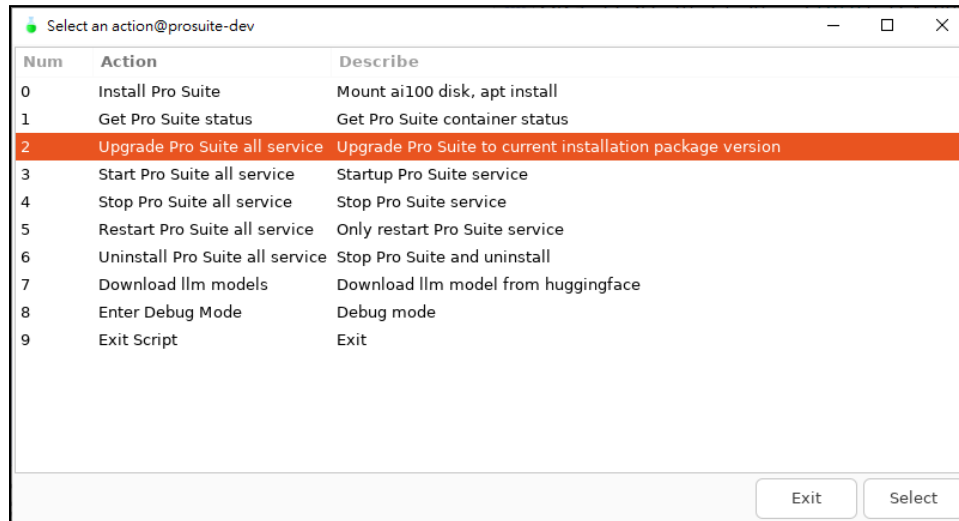 Select an action@prosuite-dev
Num Action Describe
0 Install Pro Suite Mount ai100 disk, apt install
1 Get Pro Suite status Get Pro Suite container status
2 Upgrade Pro Suite all service Upgrade Pro Suite to current installation package version
3 Start Pro Suite all service Startup Pro Suite service
4 Stop Pro Suite all service Stop Pro Suite service
5 Restart Pro Suite all service Only restart Pro Suite service
6 Uninstall Pro Suite all service Stop Pro Suite and uninstall
7 Download llm models Download llm model from huggingface
8 Enter Debug Mode Debug mode
9 Exit Script Exit
Exit Select